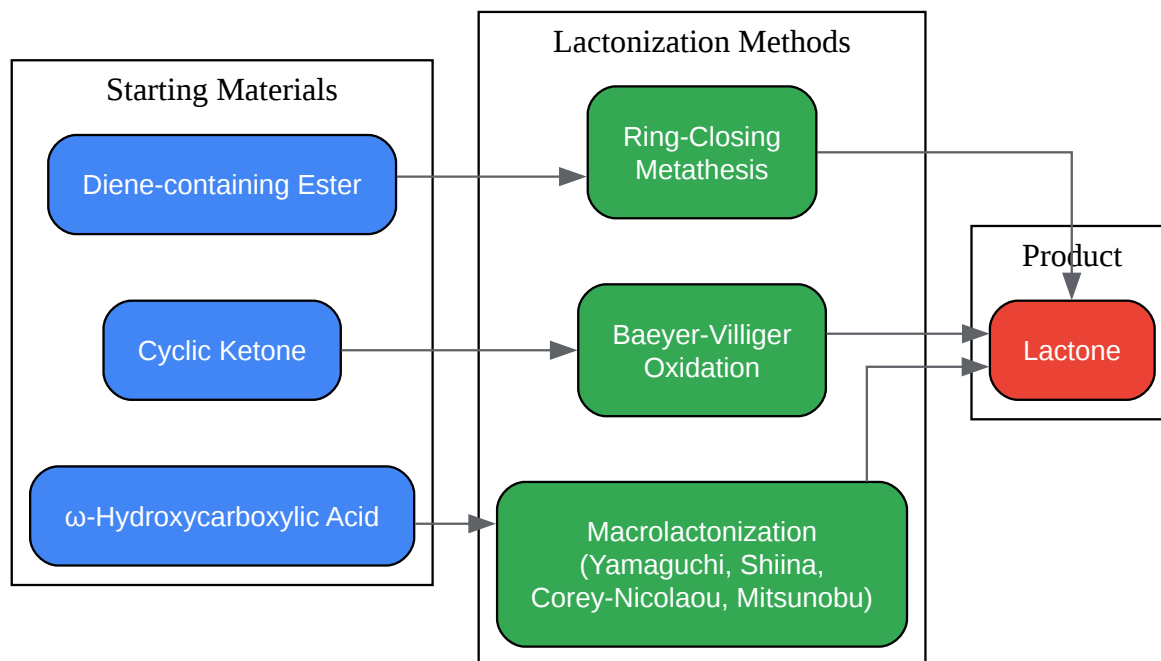 Starting Materials
Diene-containing Ester
Cyclic Ketone
ω-Hydroxycarboxylic Acid
Lactonization Methods
Ring-Closing
Metathesis
Baeyer-Villiger
Oxidation
Macrolactonization
(Yamaguchi, Shiina,
Corey-Nicolaou, Mitsunobu)
Product
Lactone